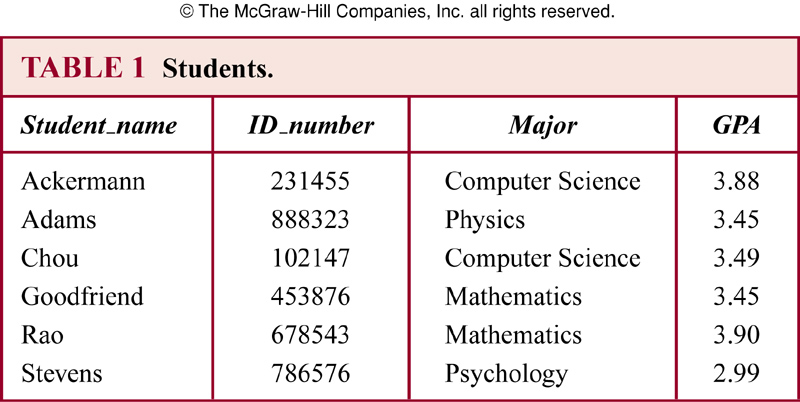 © The McGraw-Hill Companies, Inc. all rights reserved.
TABLE 1 Students.
Student_name ID_number Major GPA
Ackermann 231455 Computer Science 3.88
Adams 888323 Physics 3.45
Chou 102147 Computer Science 3.49
Goodfriend 453876 Mathematics 3.45
Rao 678543 Mathematics 3.90
Stevens 786576 Psychology 2.99